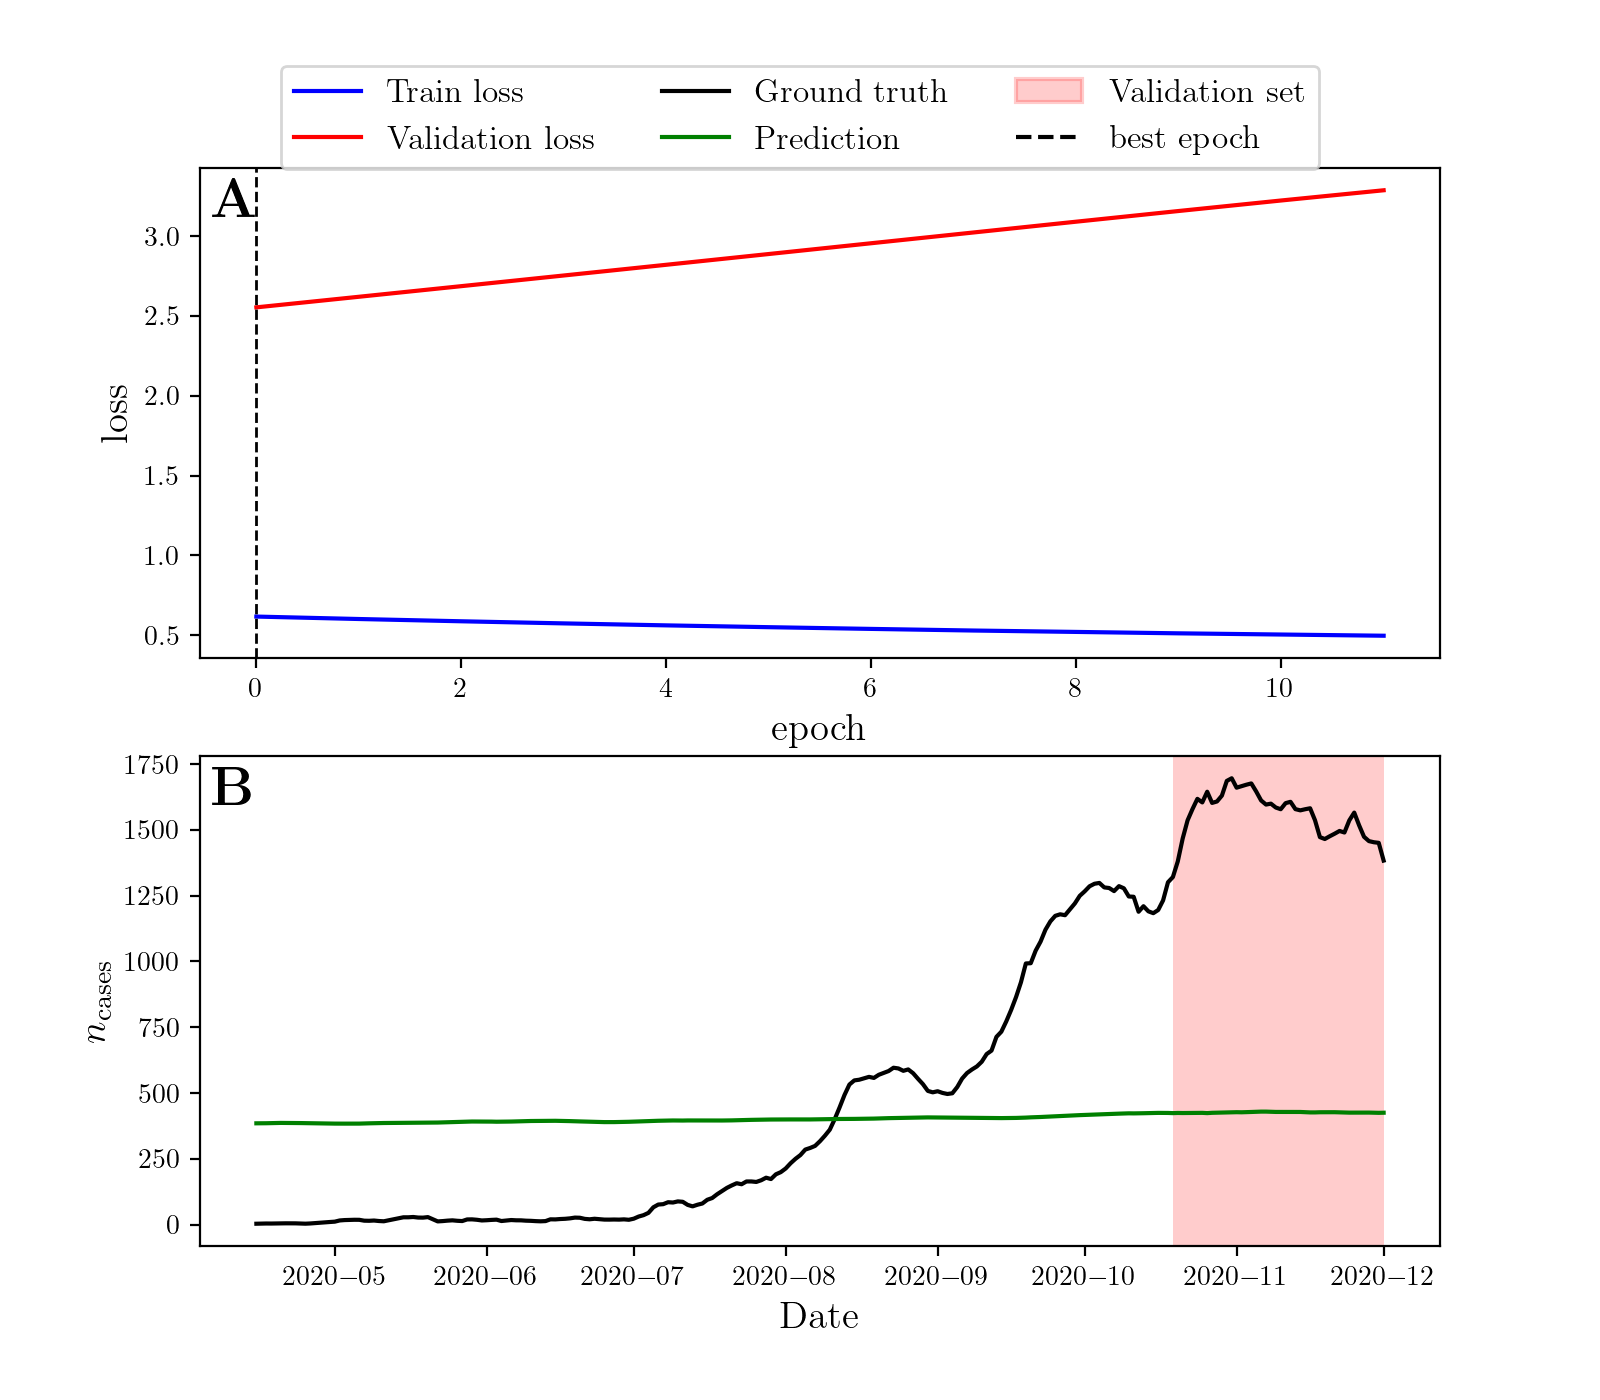 Train loss
Validation loss
Ground truth
Prediction
Validation set
best epoch
A
3.0
2.5
2.0
1.5
1.0
0.5
loss
0 2 4 6 8 10
epoch
B
1750
1500
1250
1000
750
500
250
0
n_cases
2020–05 2020–06 2020–07 2020–08 2020–09 2020–10 2020–11 2020–12
Date